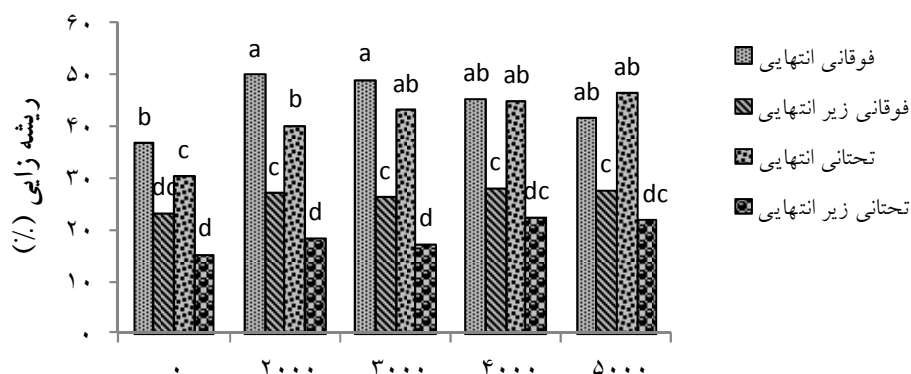 ۶۰
۵۰
۴۰
۳۰
۲۰
۱۰
۰
ریشه زایی (٪)
b dc c d
a c b d
a c ab d
ab c ab dc
ab c ab dc
۰ ۲۰۰۰ ۳۰۰۰ ۴۰۰۰ ۵۰۰۰
فوقانی انتهایی
فوقانی زیر انتهایی
تحتانی انتهایی
تحتانی زیر انتهایی